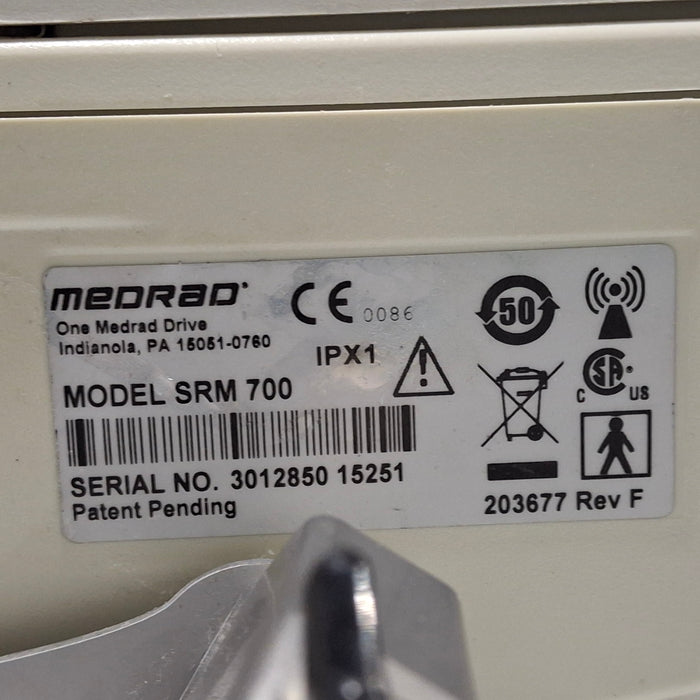 MEDRAD
One Medrad Drive
Indianola, PA 15051-0760
CE 0086
IPX1
50
MODEL SRM 700
C SA US
SERIAL NO. 3012850 15251
Patent Pending
203677 Rev F